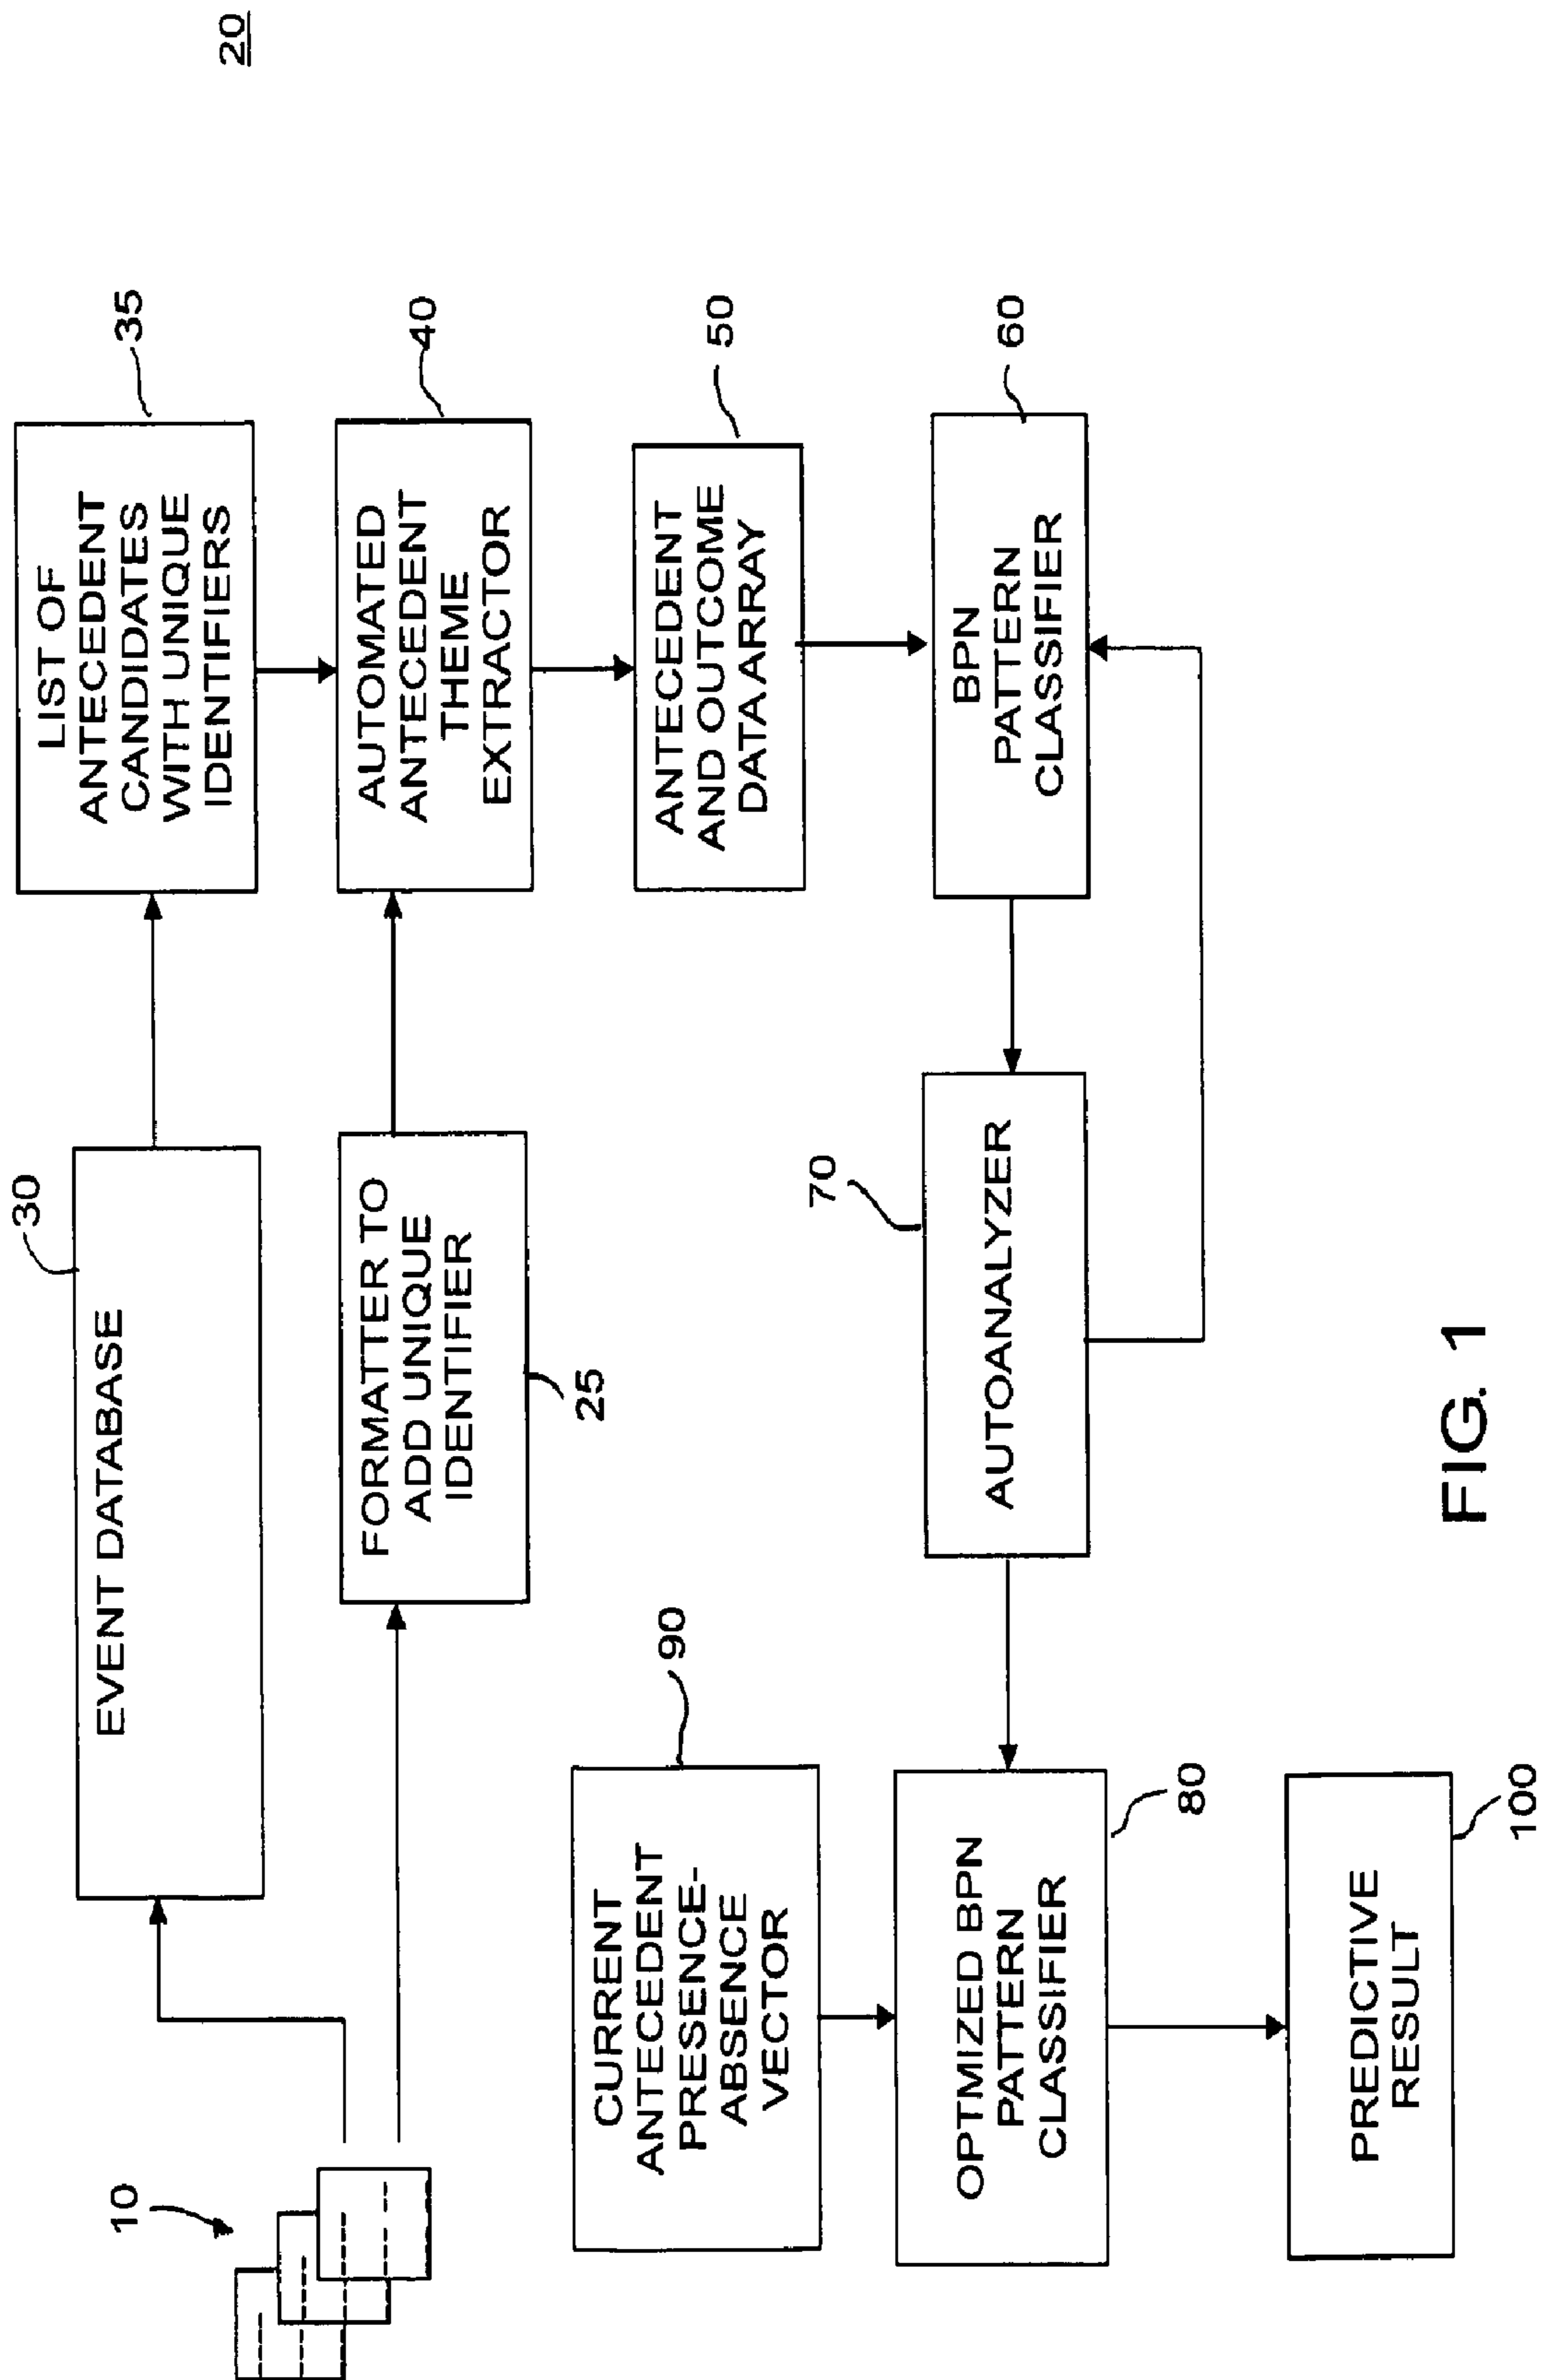 20
10
EVENT DATABASE
30
LIST OF
ANTECEDENT
CANDIDATES
WITH UNIQUE
IDENTIFIERS
35
FORMATTER TO
ADD UNIQUE
IDENTIFIER
25
AUTOMATED
ANTECEDENT
THEME
EXTRACTOR
40
ANTECEDENT
AND OUTCOME
DATA ARRAY
50
CURRENT
ANTECEDENT
PRESENCE-
ABSENCE
VECTOR
90
OPTMIZED BPN
PATTERN
CLASSIFIER
80
AUTOANALYZER
70
BPN
PATTERN
CLASSIFIER
60
PREDICTIVE
RESULT
100
FIG. 1